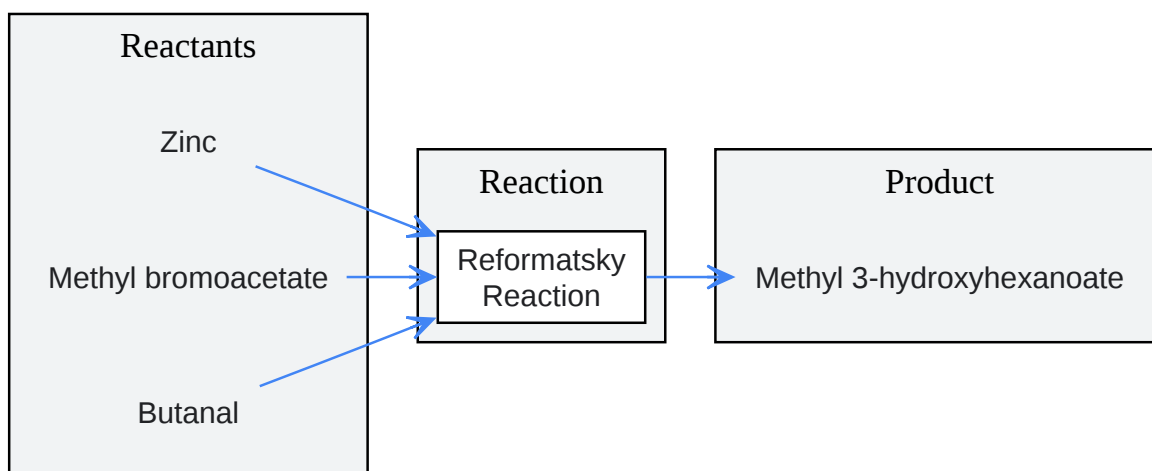 Reactants
Zinc
Methyl bromoacetate
Butanal
Reaction
Reformatsky
Reaction
Product
Methyl 3-hydroxyhexanoate